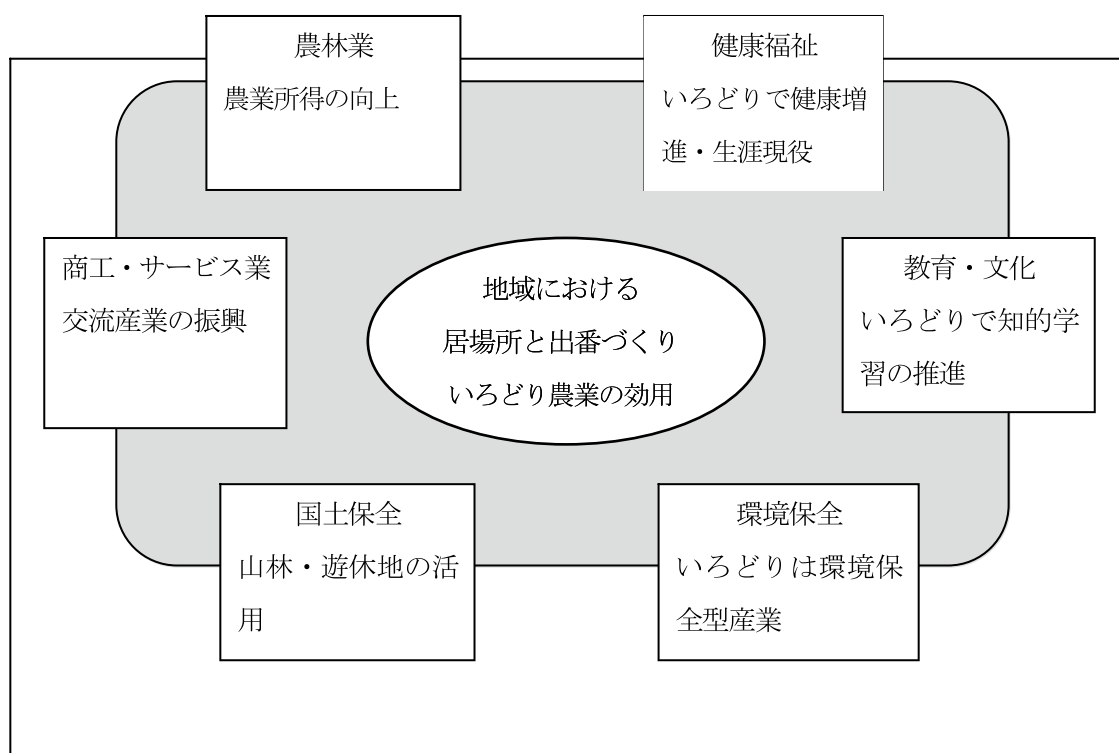 農林業
農業所得の向上
健康福祉
いろどりで健康増
進・生涯現役
商工・サービス業
交流産業の振興
地域における
居場所と出番づくり
いろどり農業の効用
教育・文化
いろどりで知的学
習の推進
国土保全
山林・遊休地の活
用
環境保全
いろどりは環境保
全型産業